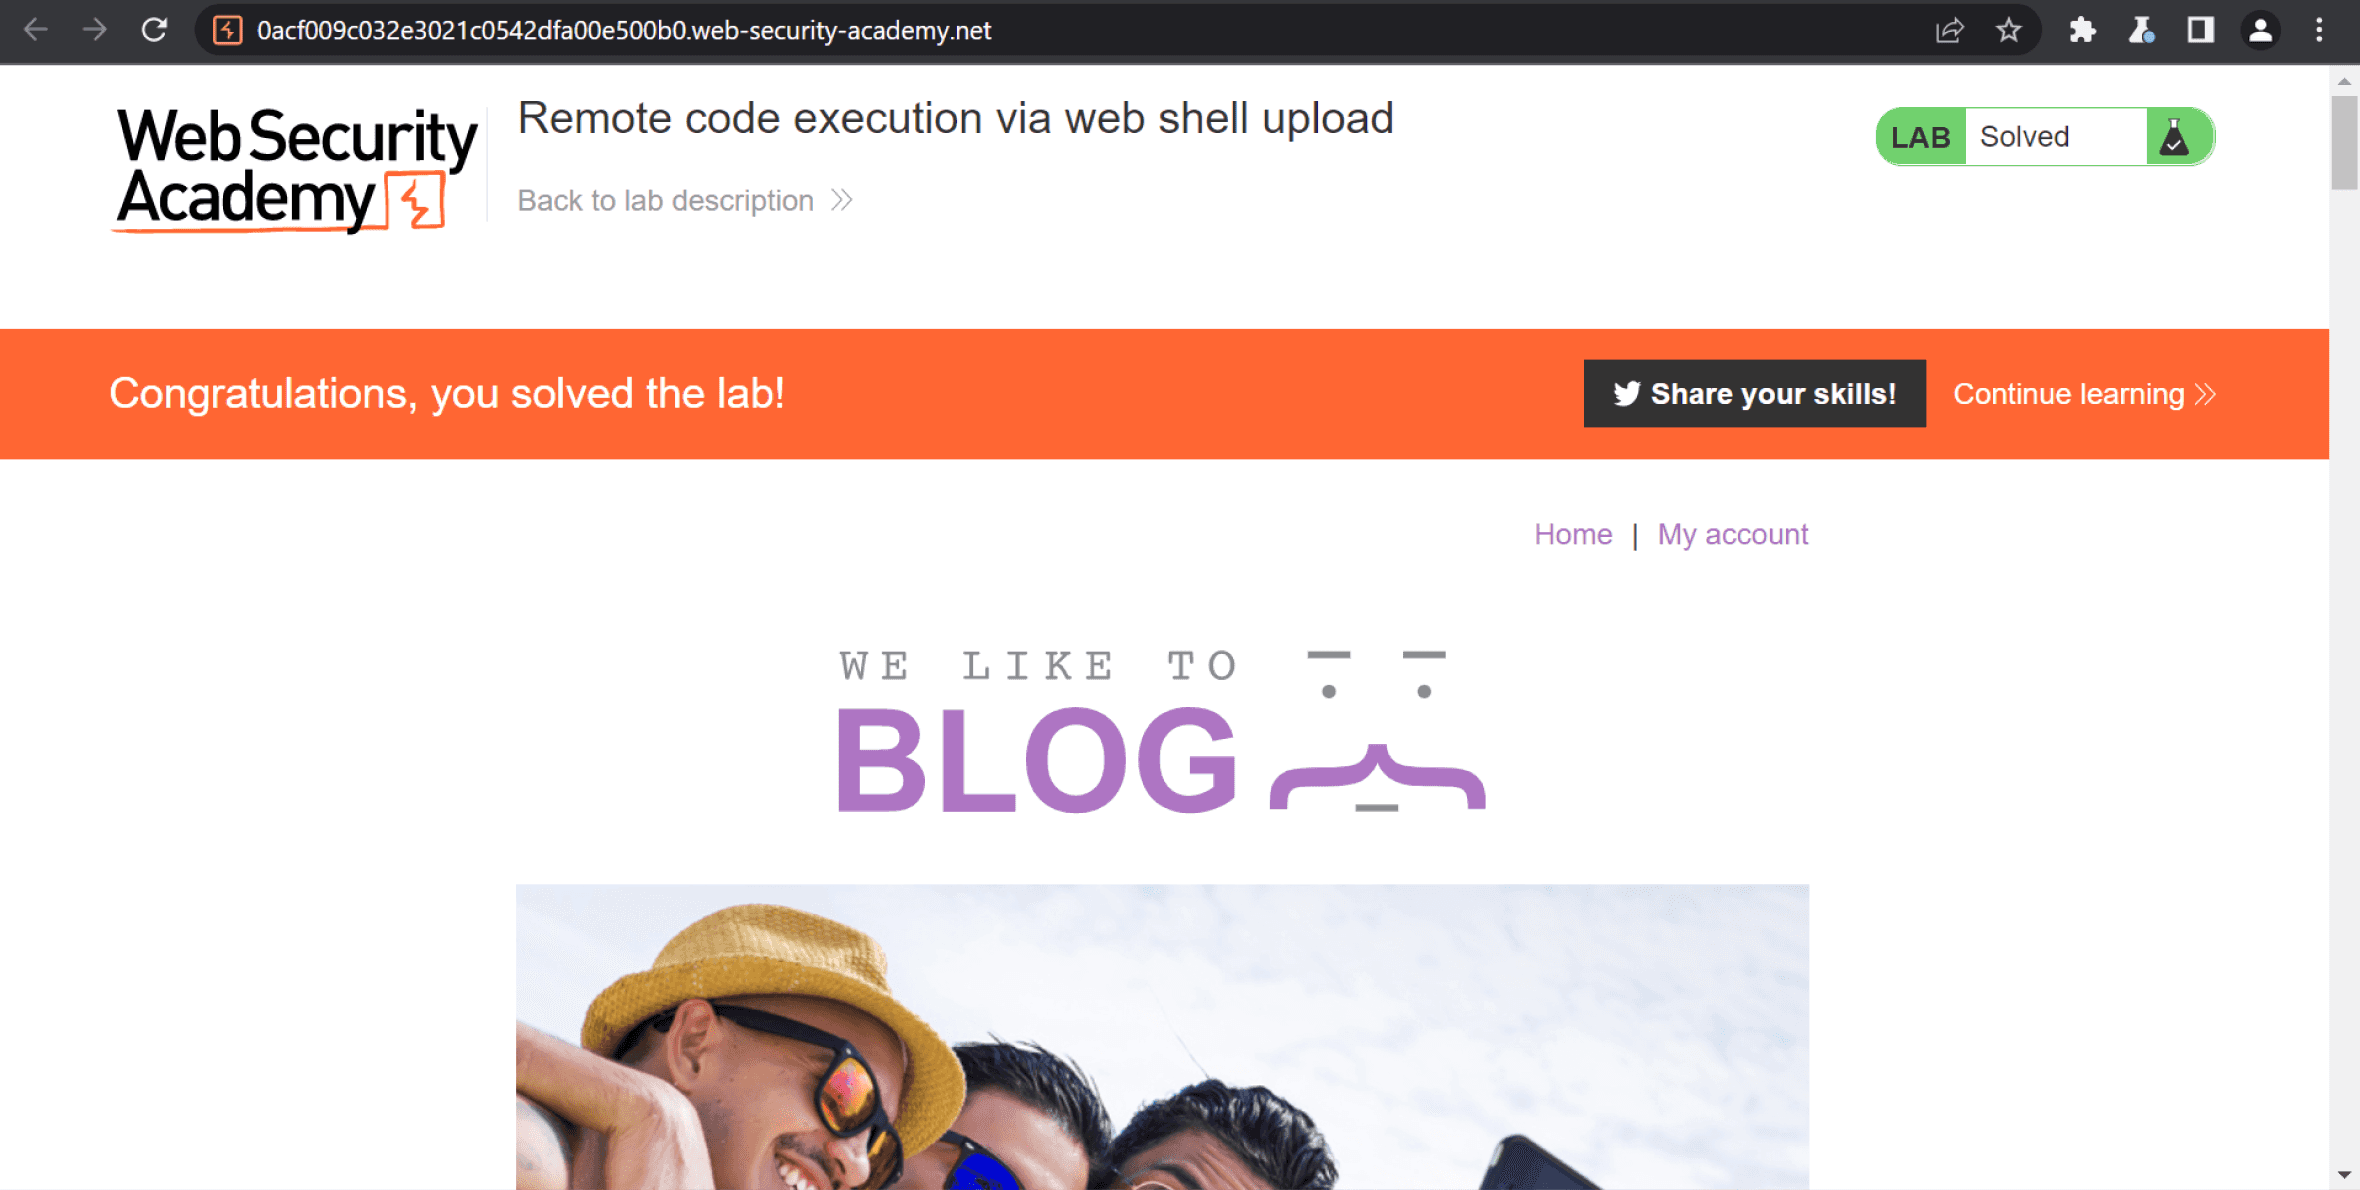 0acf009c032e3021c0542dfa00e500b0.web-security-academy.net
Web Security
Academy
Remote code execution via web shell upload
Back to lab description
LAB Solved
Congratulations, you solved the lab!
Share your skills!
Continue learning
Home | My account
WE LIKE TO
BLOG